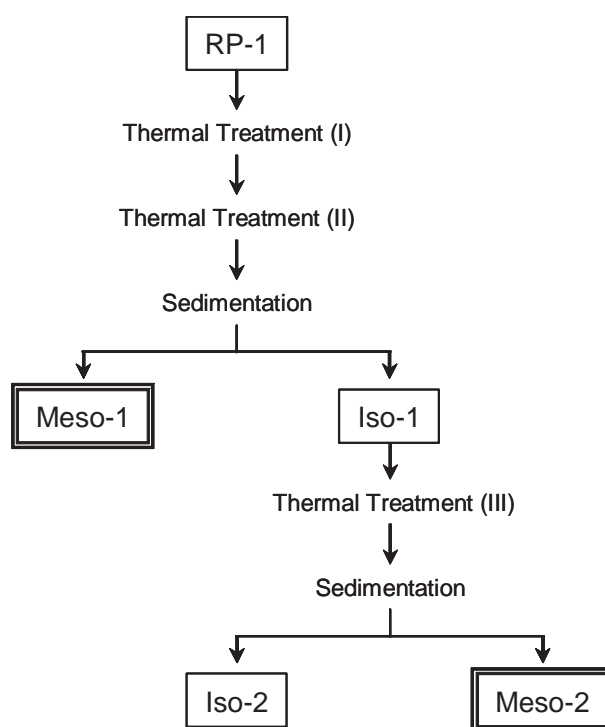 RP-1
Thermal Treatment (I)
Thermal Treatment (II)
Sedimentation
Meso-1
Iso-1
Thermal Treatment (III)
Sedimentation
Iso-2
Meso-2